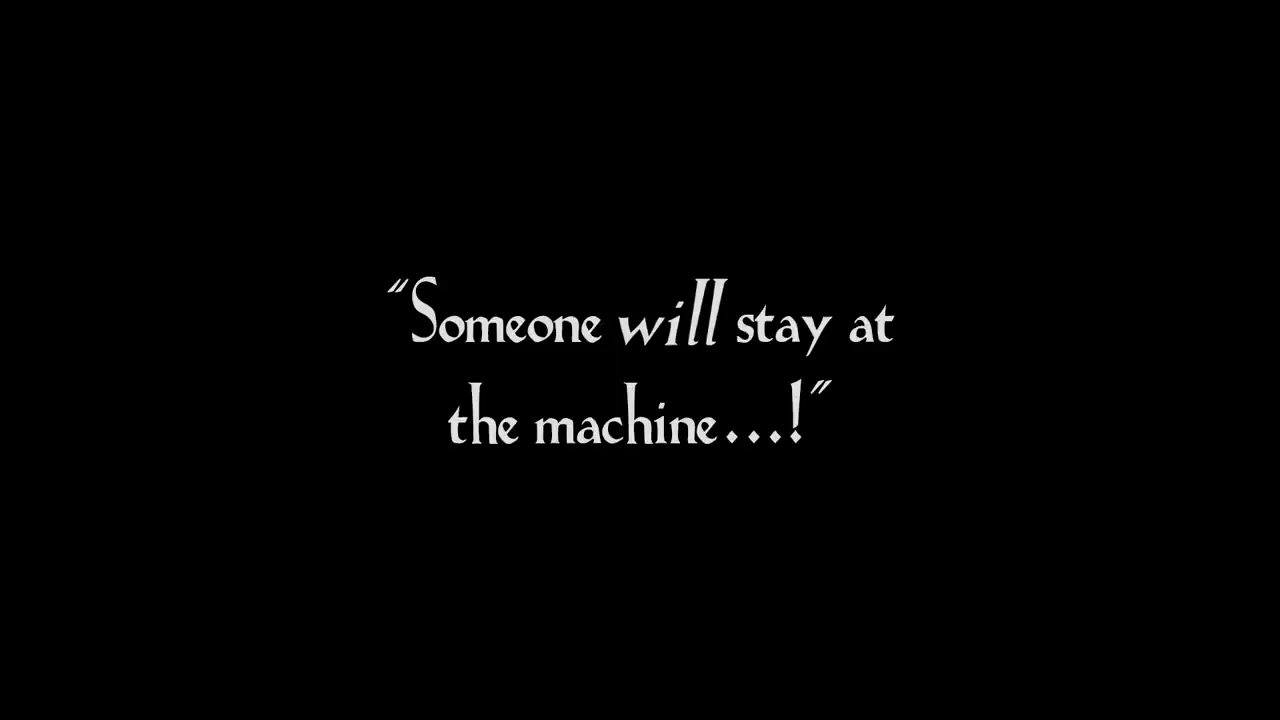 “Someone will stay at
the machine...!”